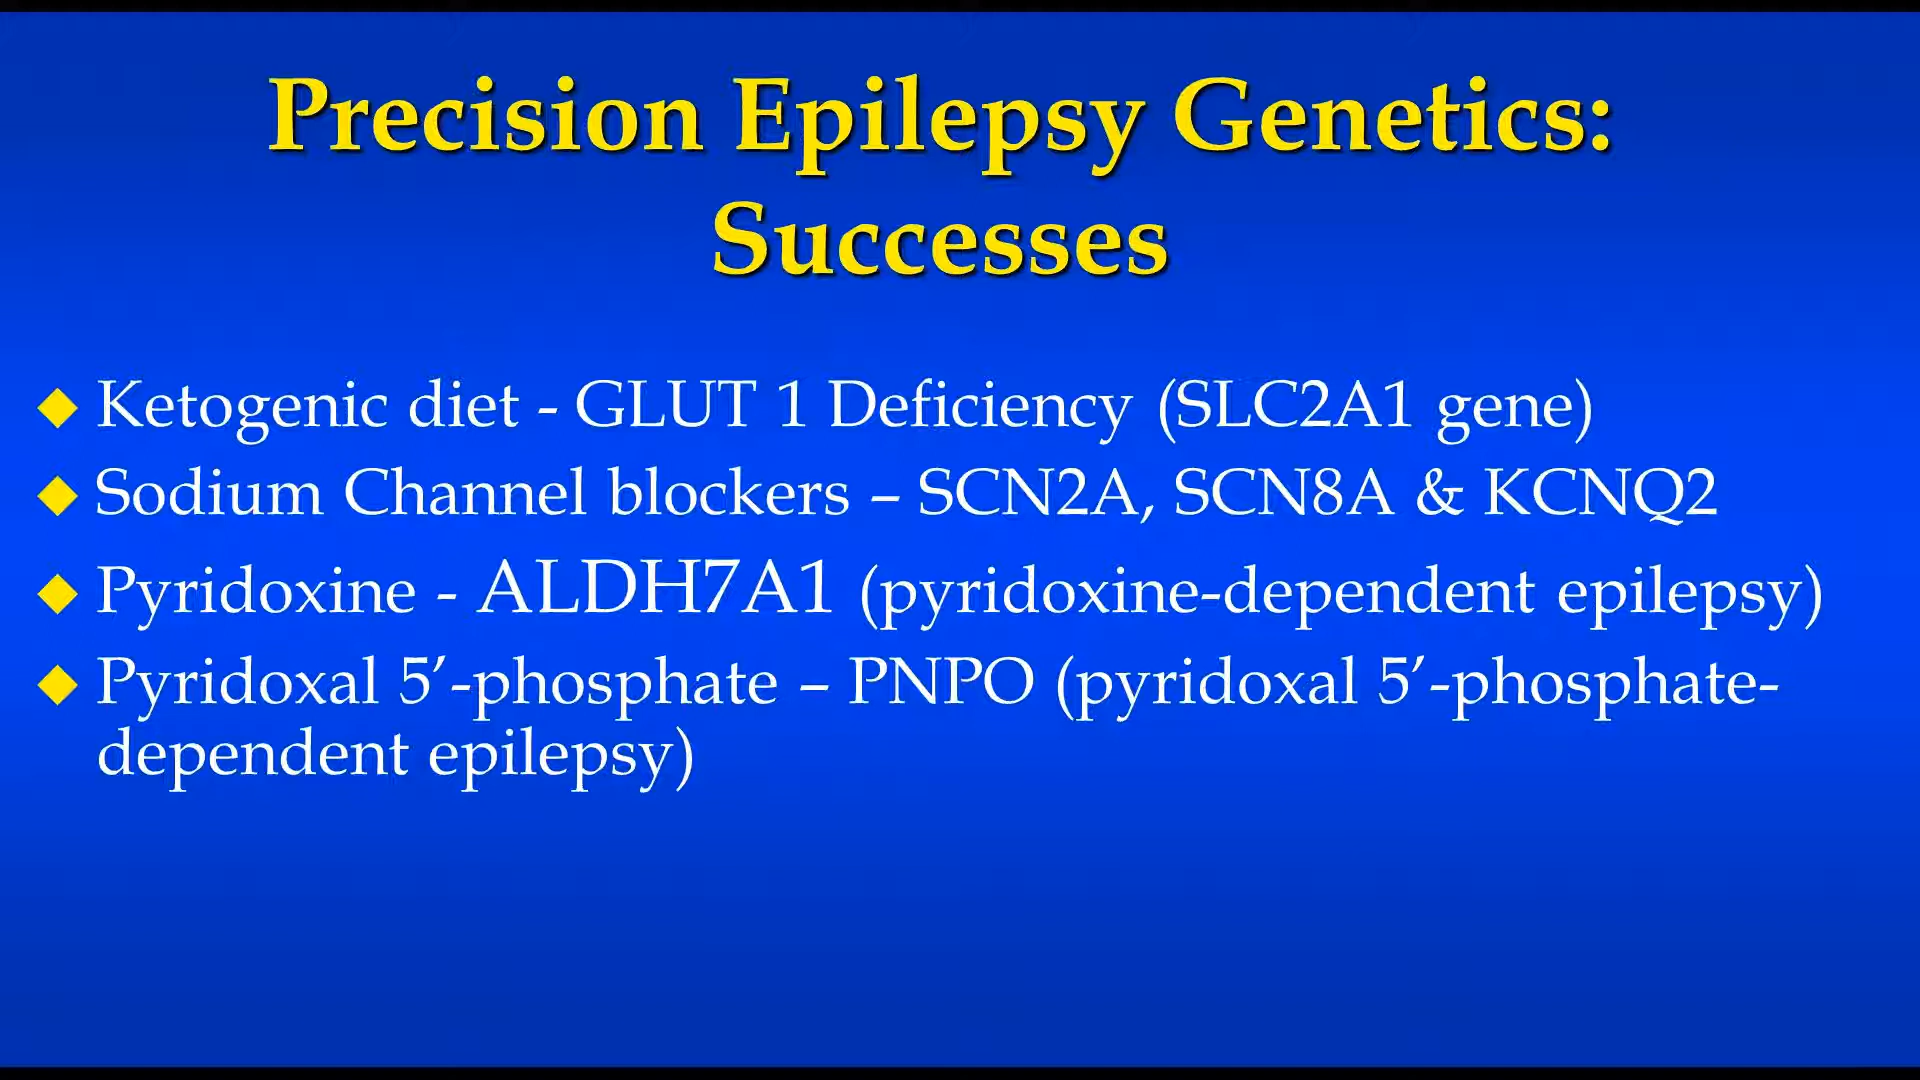 Precision Epilepsy Genetics:
Successes
Ketogenic diet - GLUT 1 Deficiency (SLC2A1 gene)
Sodium Channel blockers – SCN2A, SCN8A & KCNQ2
Pyridoxine - ALDH7A1 (pyridoxine-dependent epilepsy)
Pyridoxal 5’-phosphate – PNPO (pyridoxal 5’-phosphate-
dependent epilepsy)